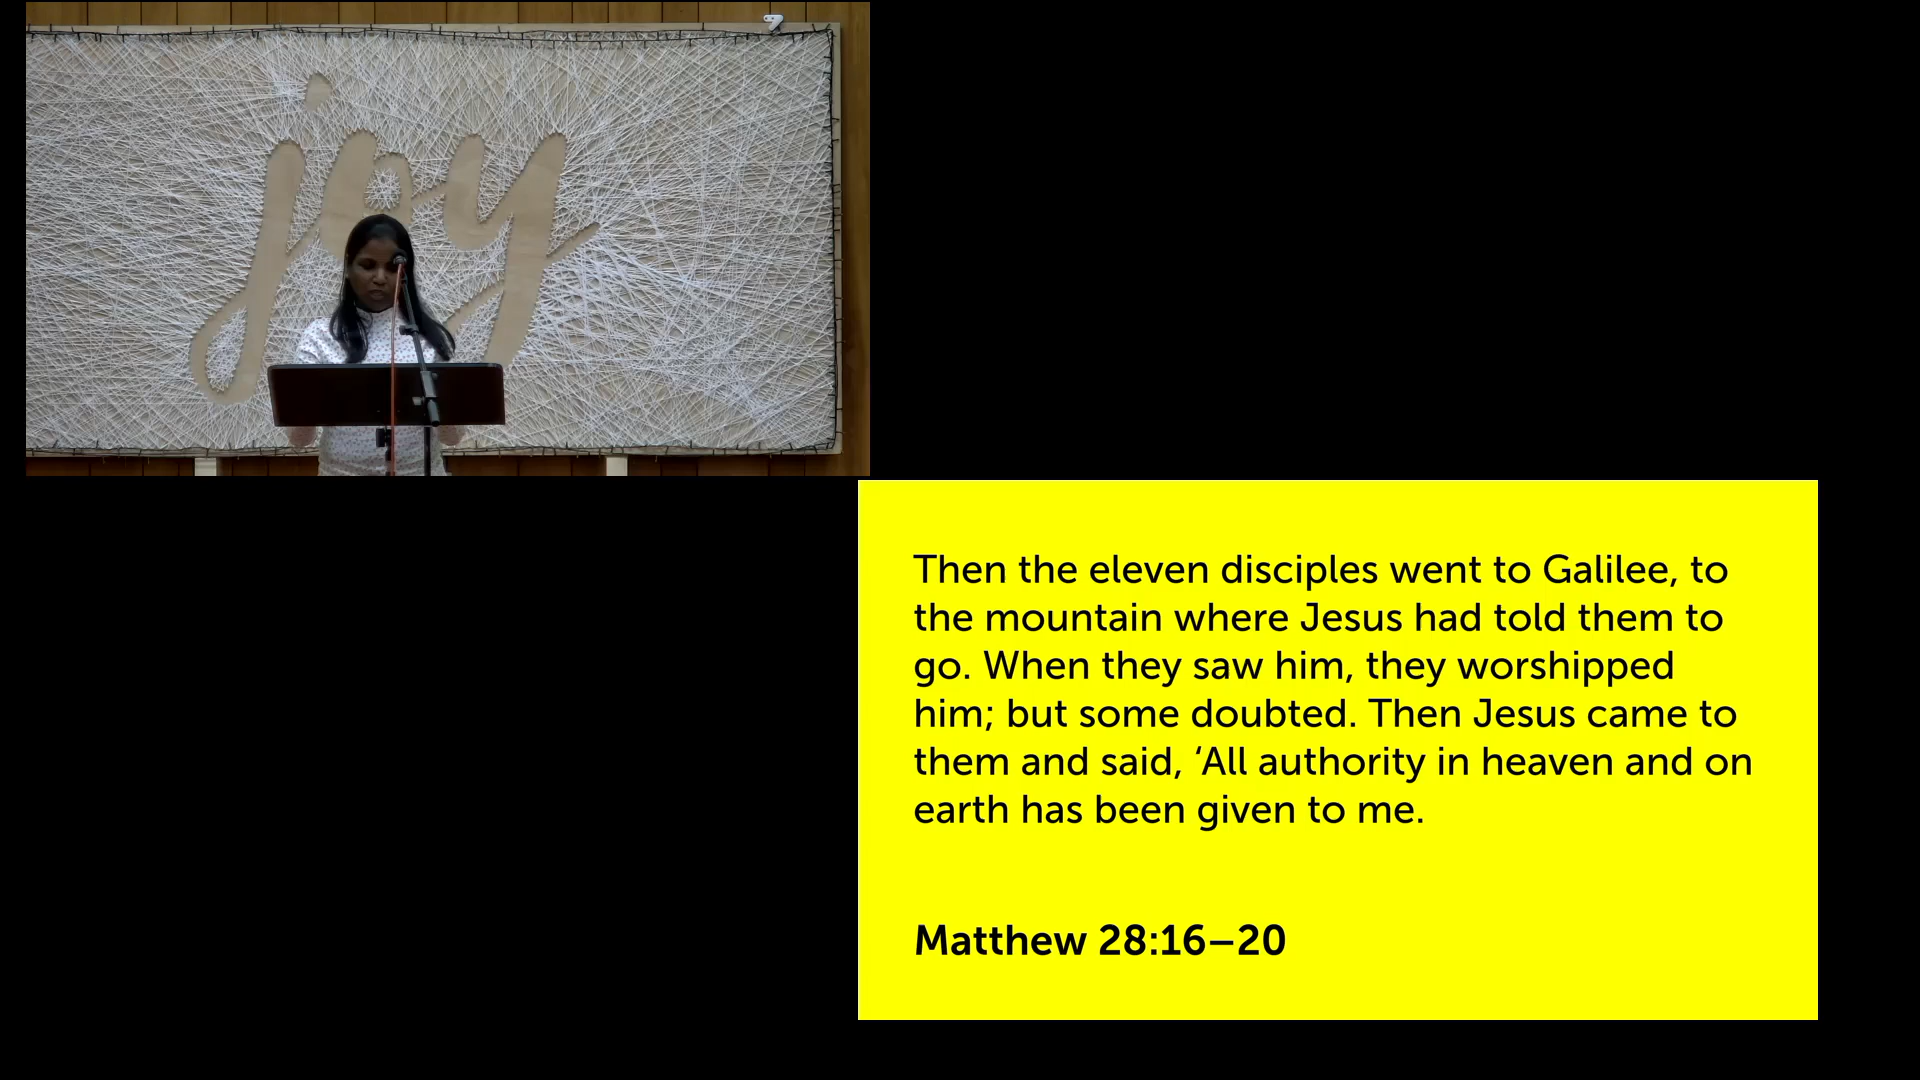 joy
Then the eleven disciples went to Galilee, to
the mountain where Jesus had told them to
go. When they saw him, they worshipped
him; but some doubted. Then Jesus came to
them and said, ‘All authority in heaven and on
earth has been given to me.
Matthew 28:16–20